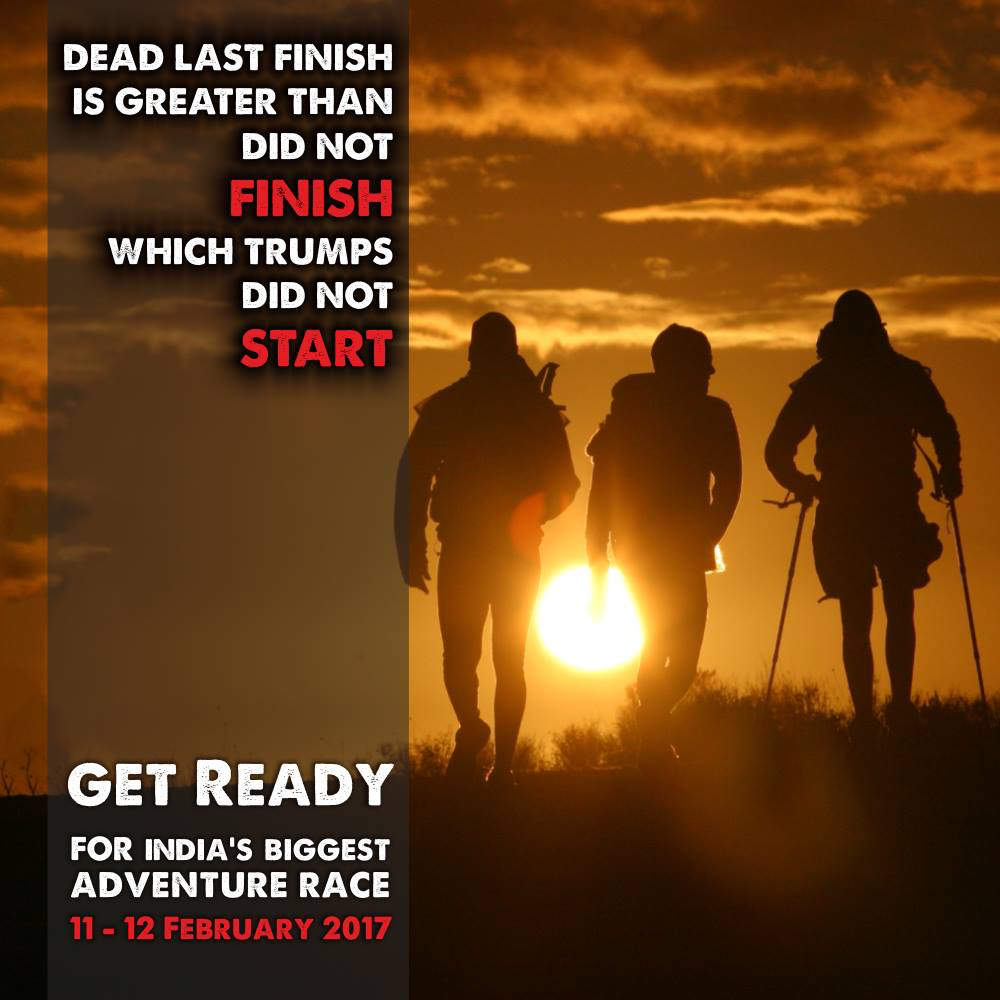 DEAD LAST FINISH
IS GREATER THAN
DID NOT
FINISH
WHICH TRUMPS
DID NOT
START
GET READY
FOR INDIA'S BIGGEST
ADVENTURE RACE
11 - 12 FEBRUARY 2017